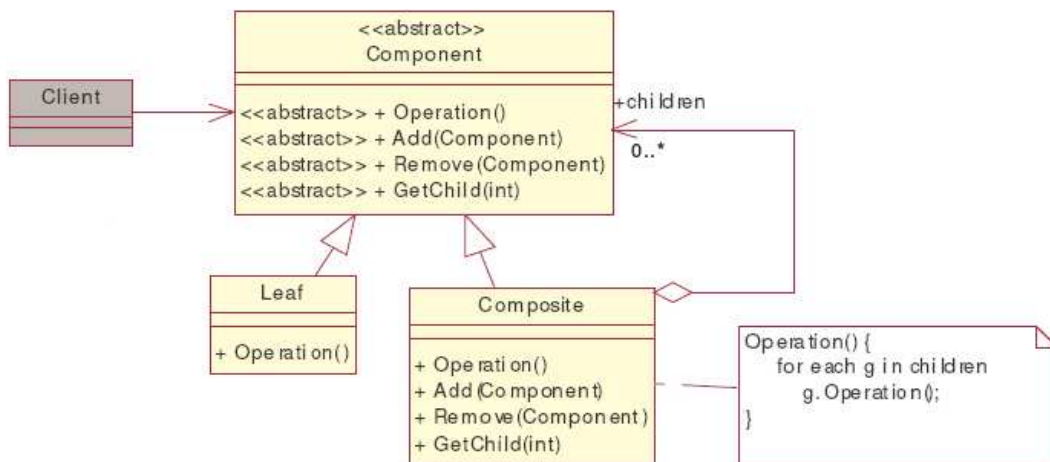 <<abstract>>
Component
Client
<<abstract>> + Operation()
<<abstract>> + Add(Component)
<<abstract>> + Remove(Component)
<<abstract>> + GetChild(int)
+children
0..*
Leaf
+ Operation()
Composite
+ Operation()
+ Add(Component)
+ Remove(Component)
+ GetChild(int)
Operation() {
for each g in children
g.Operation();
}